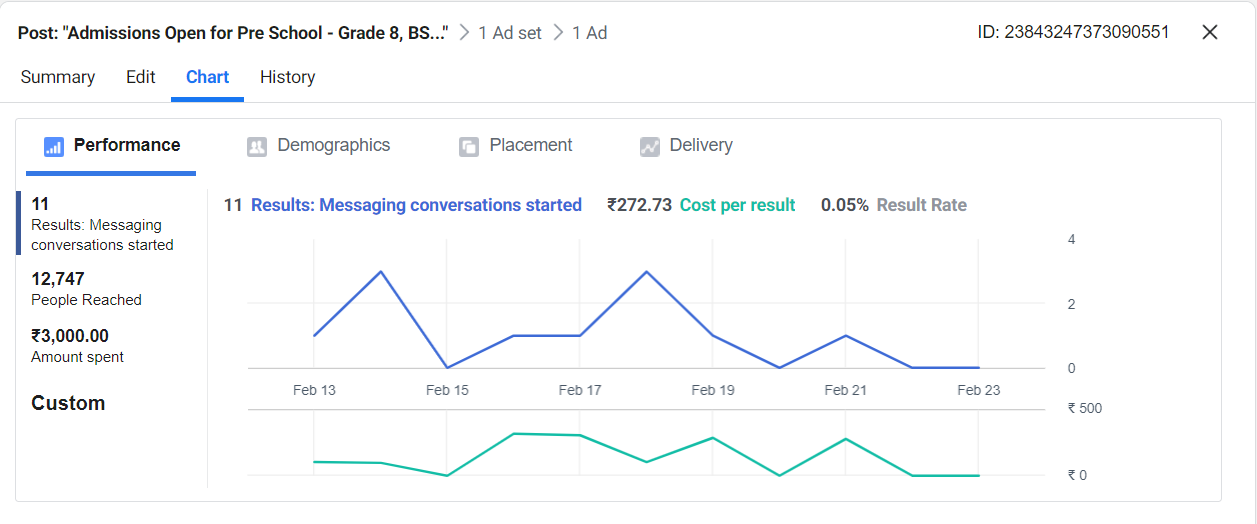 Post: "Admissions Open for Pre School - Grade 8, BS..." > 1 Ad set > 1 Ad
ID: 23843247373090551
Summary Edit Chart History
Performance Demographics Placement Delivery
11
Results: Messaging
conversations started
12,747
People Reached
₹3,000.00
Amount spent
Custom
11 Results: Messaging conversations started ₹272.73 Cost per result 0.05% Result Rate
4
2
0
Feb 13 Feb 15 Feb 17 Feb 19 Feb 21 Feb 23
₹ 500
₹ 0